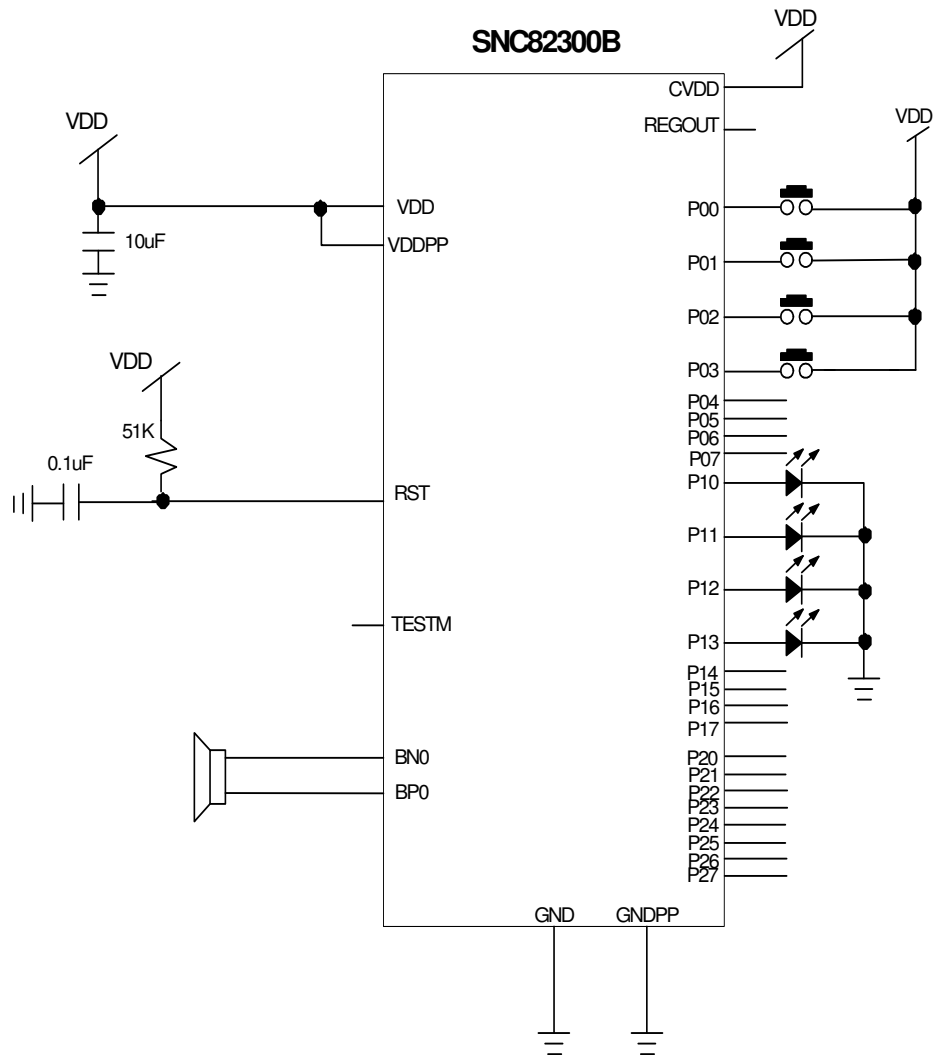 SNC82300B
VDD
CVDD
REGOUT
VDD
VDD
VDD
VDDPP
10uF
P00
P01
P02
P03
VDD
51K
0.1uF
RST
P04
P05
P06
P07
P10
P11
P12
P13
TESTM
P14
P15
P16
P17
BN0
BP0
P20
P21
P22
P23
P24
P25
P26
P27
GND
GNDPP